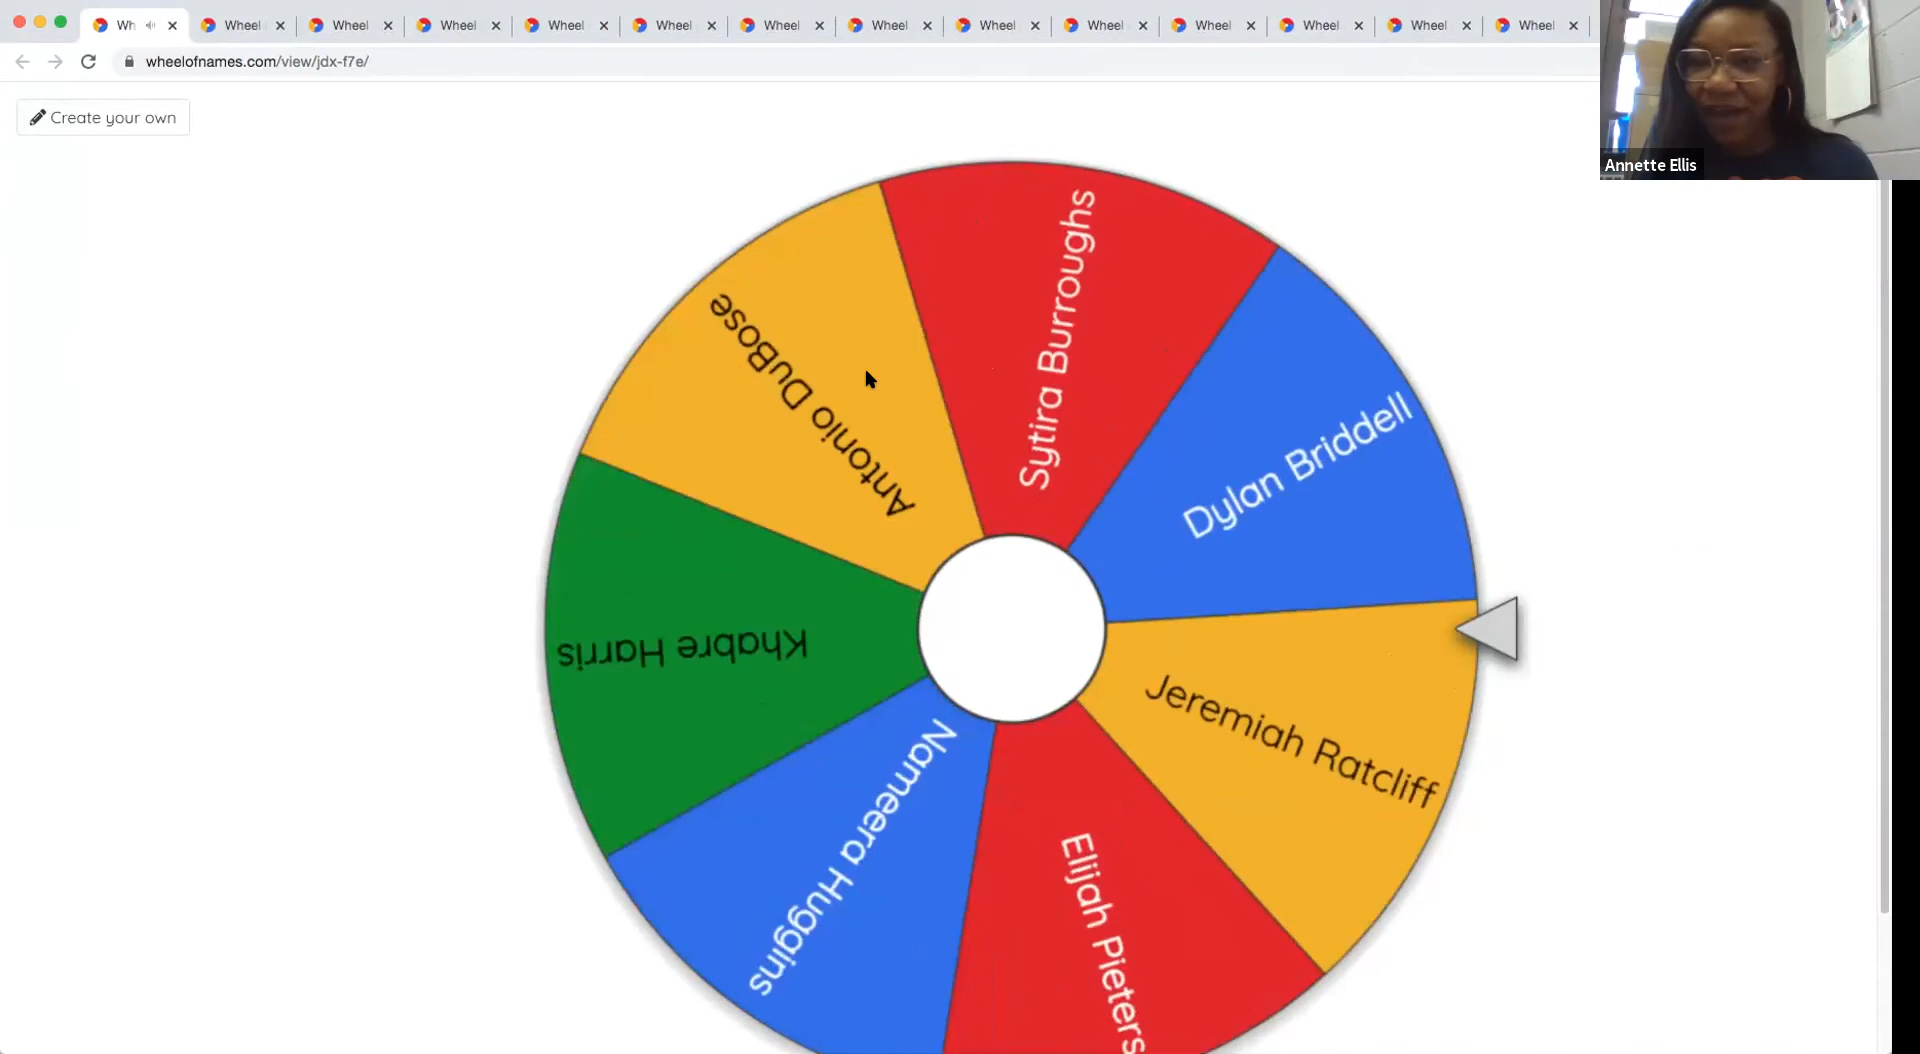 Wh
Wheel
Wheel
Wheel
Wheel
Wheel
Wheel
Wheel
Wheel
Wheel
Wheel
Wheel
Wheel
Wheel
wheelofnames.com/view/jdx-f7e/
Create your own
Annette Ellis
Sytira Burroughs
Dylan Briddell
Antonio DuBose
Khabre Harris
Jeremiah Ratcliff
Nameera Huggins
Elijah Pieters